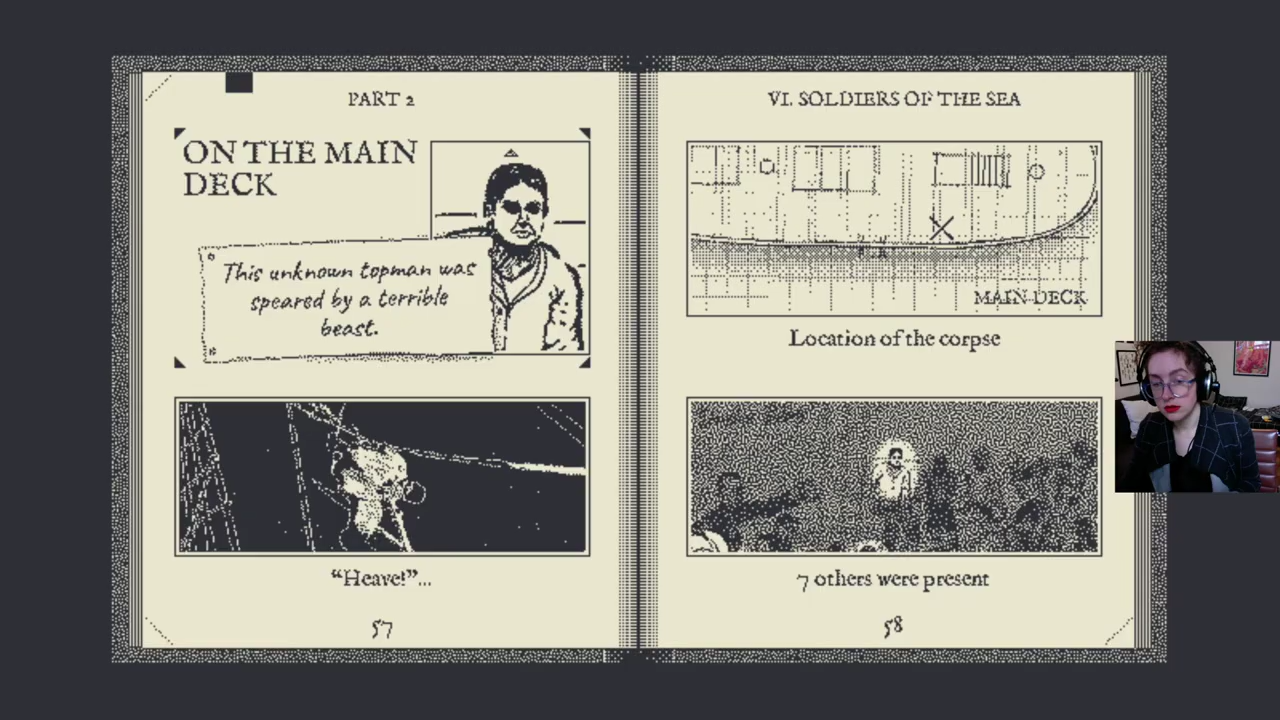 PART 2
ON THE MAIN
DECK
This unknown topman was
speared by a terrible
beast.
"Heave!"...
57
VI. SOLDIERS OF THE SEA
MAIN DECK
Location of the corpse
7 others were present
58